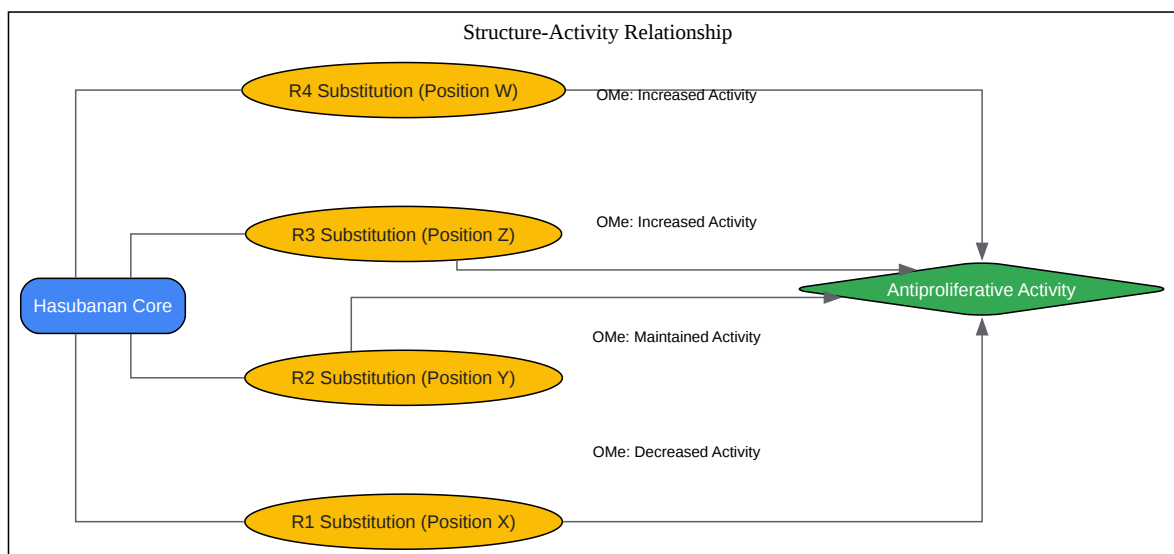 Structure-Activity Relationship
R4 Substitution (Position W)
OMe: Increased Activity
R3 Substitution (Position Z)
OMe: Increased Activity
Hasubanan Core
Antiproliferative Activity
OMe: Maintained Activity
R2 Substitution (Position Y)
OMe: Decreased Activity
R1 Substitution (Position X)